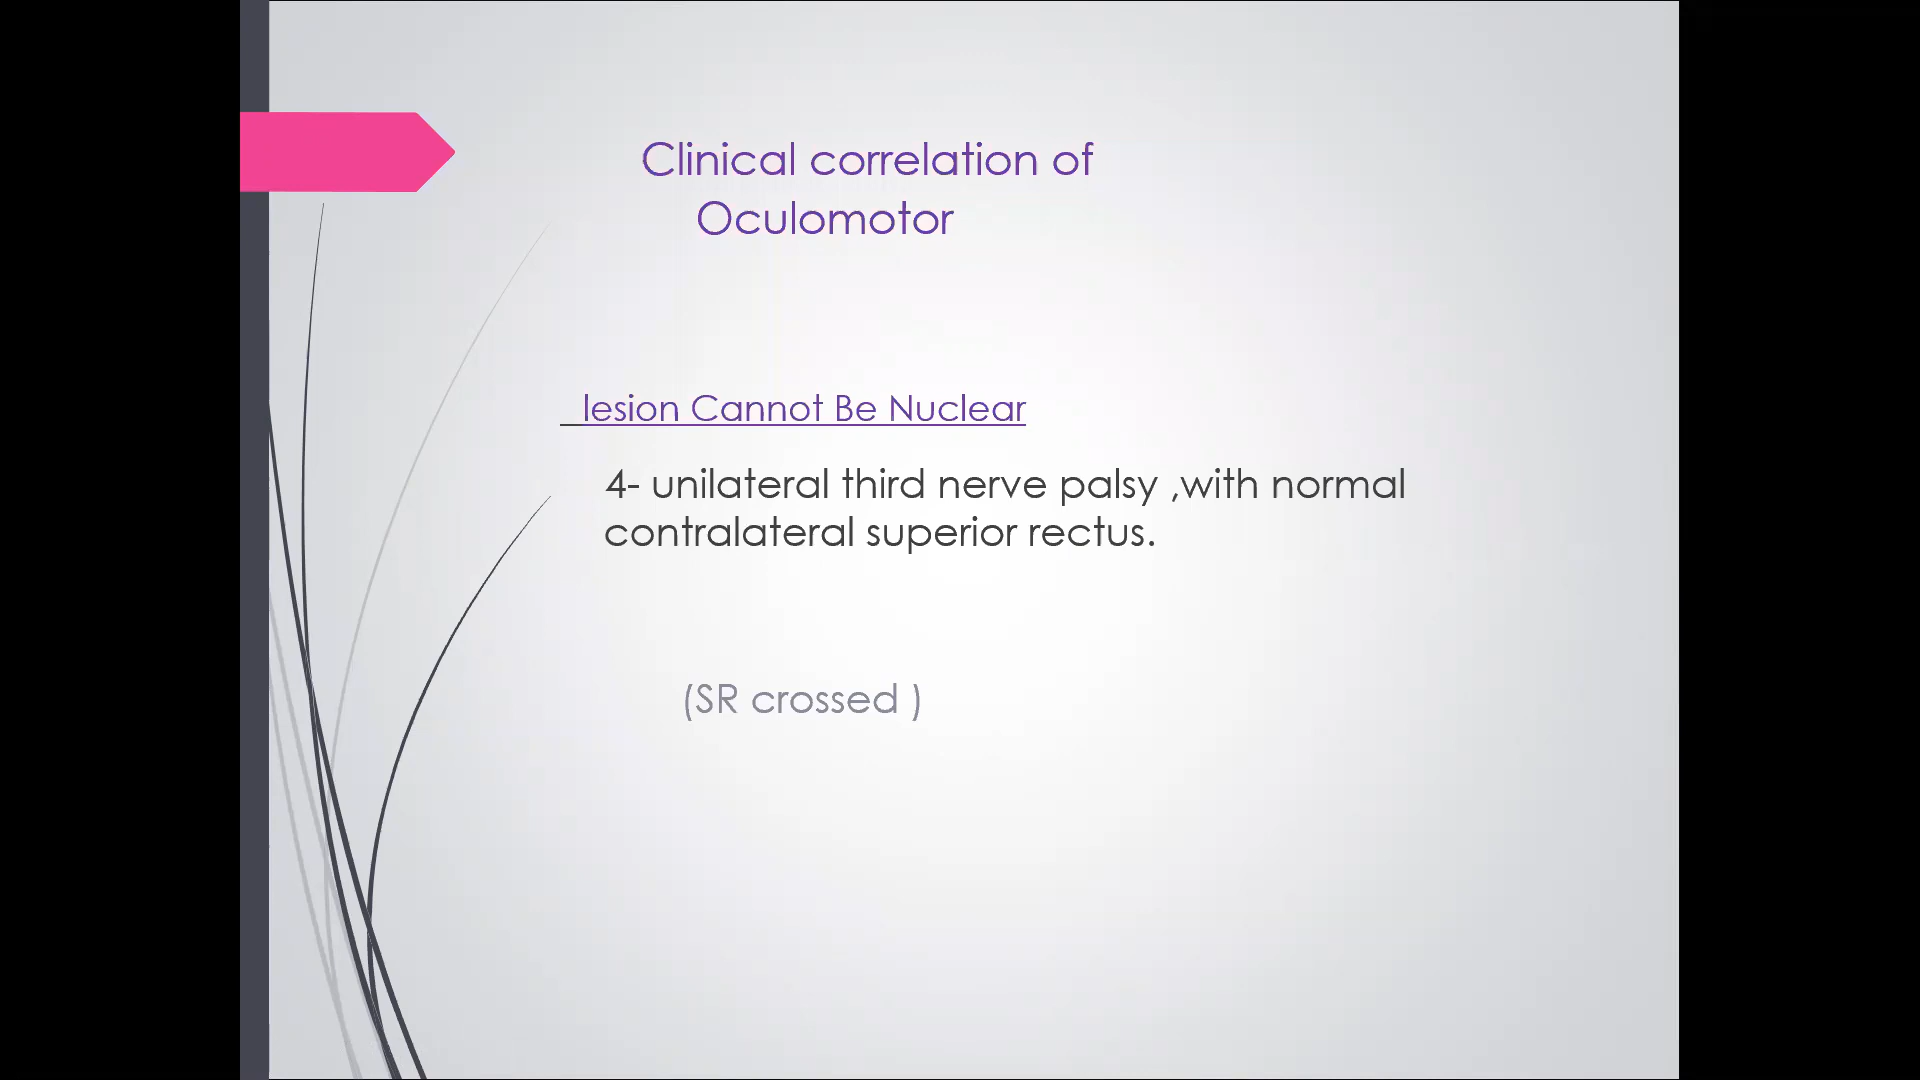 Clinical correlation of
Oculomotor
lesion Cannot Be Nuclear
4- unilateral third nerve palsy ,with normal
contralateral superior rectus.
(SR crossed )